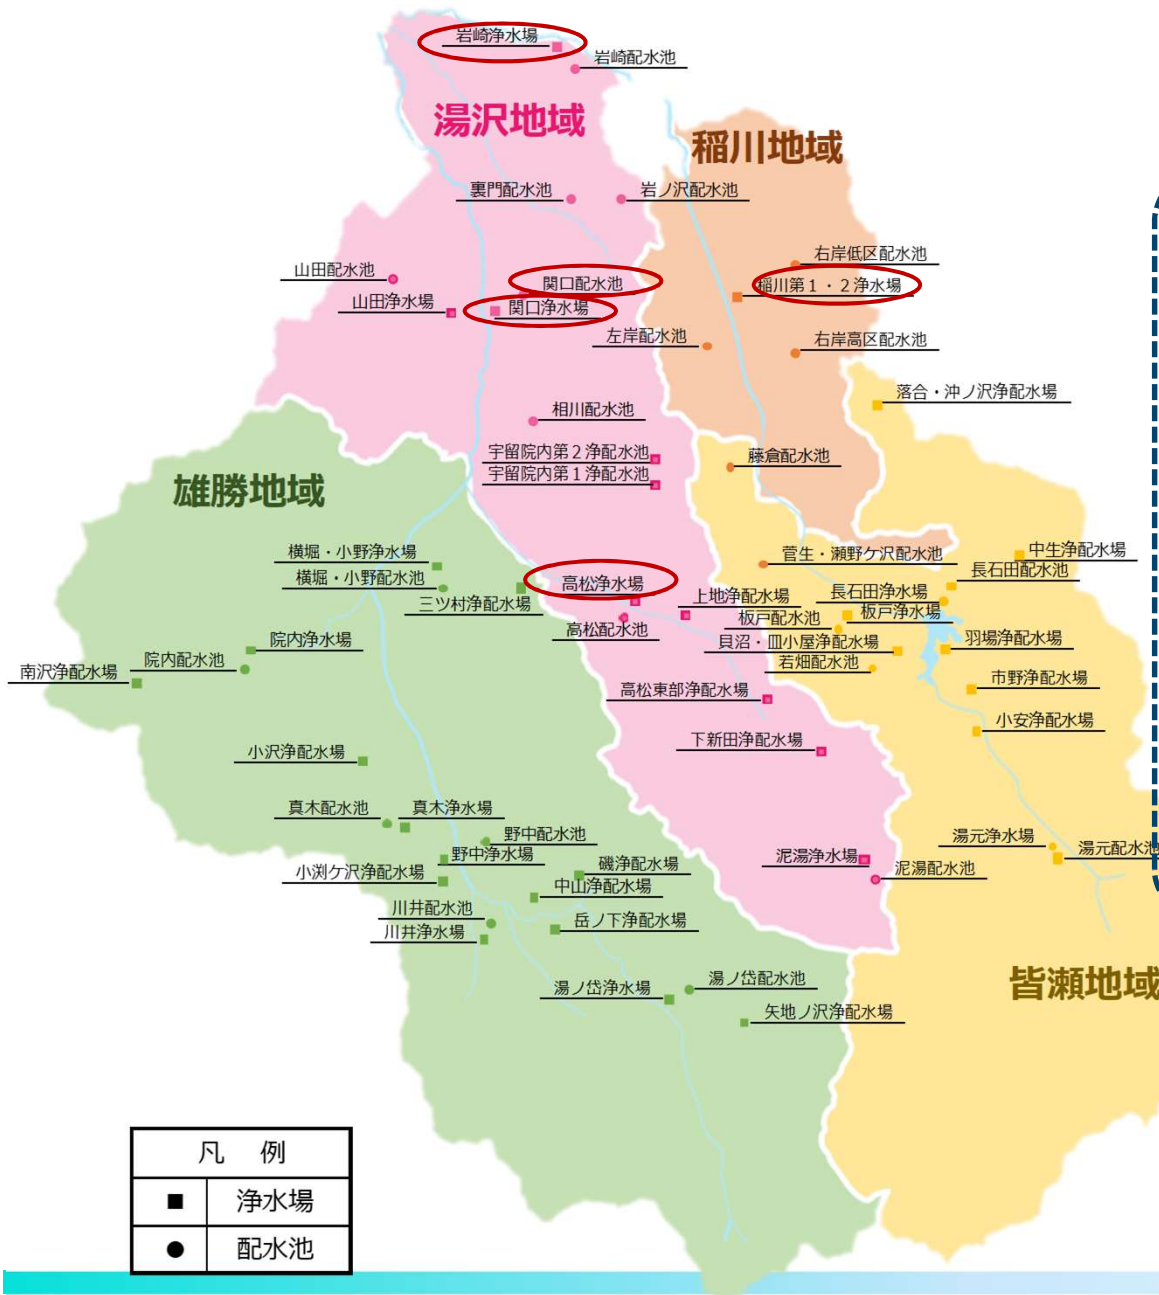 岩崎浄水場
岩崎配水池
湯沢地域
稲川地域
裏門配水池
岩ノ沢配水池
右岸低区配水池
山田配水池
関口配水池
稲川第１・２浄水場
山田浄水場
関口浄水場
左岸配水池
右岸高区配水池
落合・沖ノ沢浄配水場
相川配水池
宇留院内第２浄配水池
藤倉配水池
宇留院内第１浄配水池
雄勝地域
横堀・小野浄水場
菅生・瀬野ケ沢配水池
中生浄配水場
長石田配水池
横堀・小野配水池
高松浄水場
三ツ村浄配水場
上地浄配水場
長石田浄水場
板戸浄水場
板戸配水池
高松配水池
院内浄水場
貝沼・皿小屋浄配水場
羽場浄配水場
院内配水池
若畑配水池
南沢浄配水場
市野浄配水場
高松東部浄配水場
小安浄配水場
下新田浄配水場
小沢浄配水場
真木配水池
真木浄水場
野中配水池
湯元浄水場
湯元配水池
野中浄水場
泥湯浄水場
小渕ケ沢浄配水場
磯浄配水場
泥湯配水池
中山浄配水場
川井配水池
岳ノ下浄配水場
川井浄水場
皆瀬地域
湯ノ岱浄水場
湯ノ岱配水池
矢地ノ沢浄配水場
凡 例
■ 浄水場
● 配水池